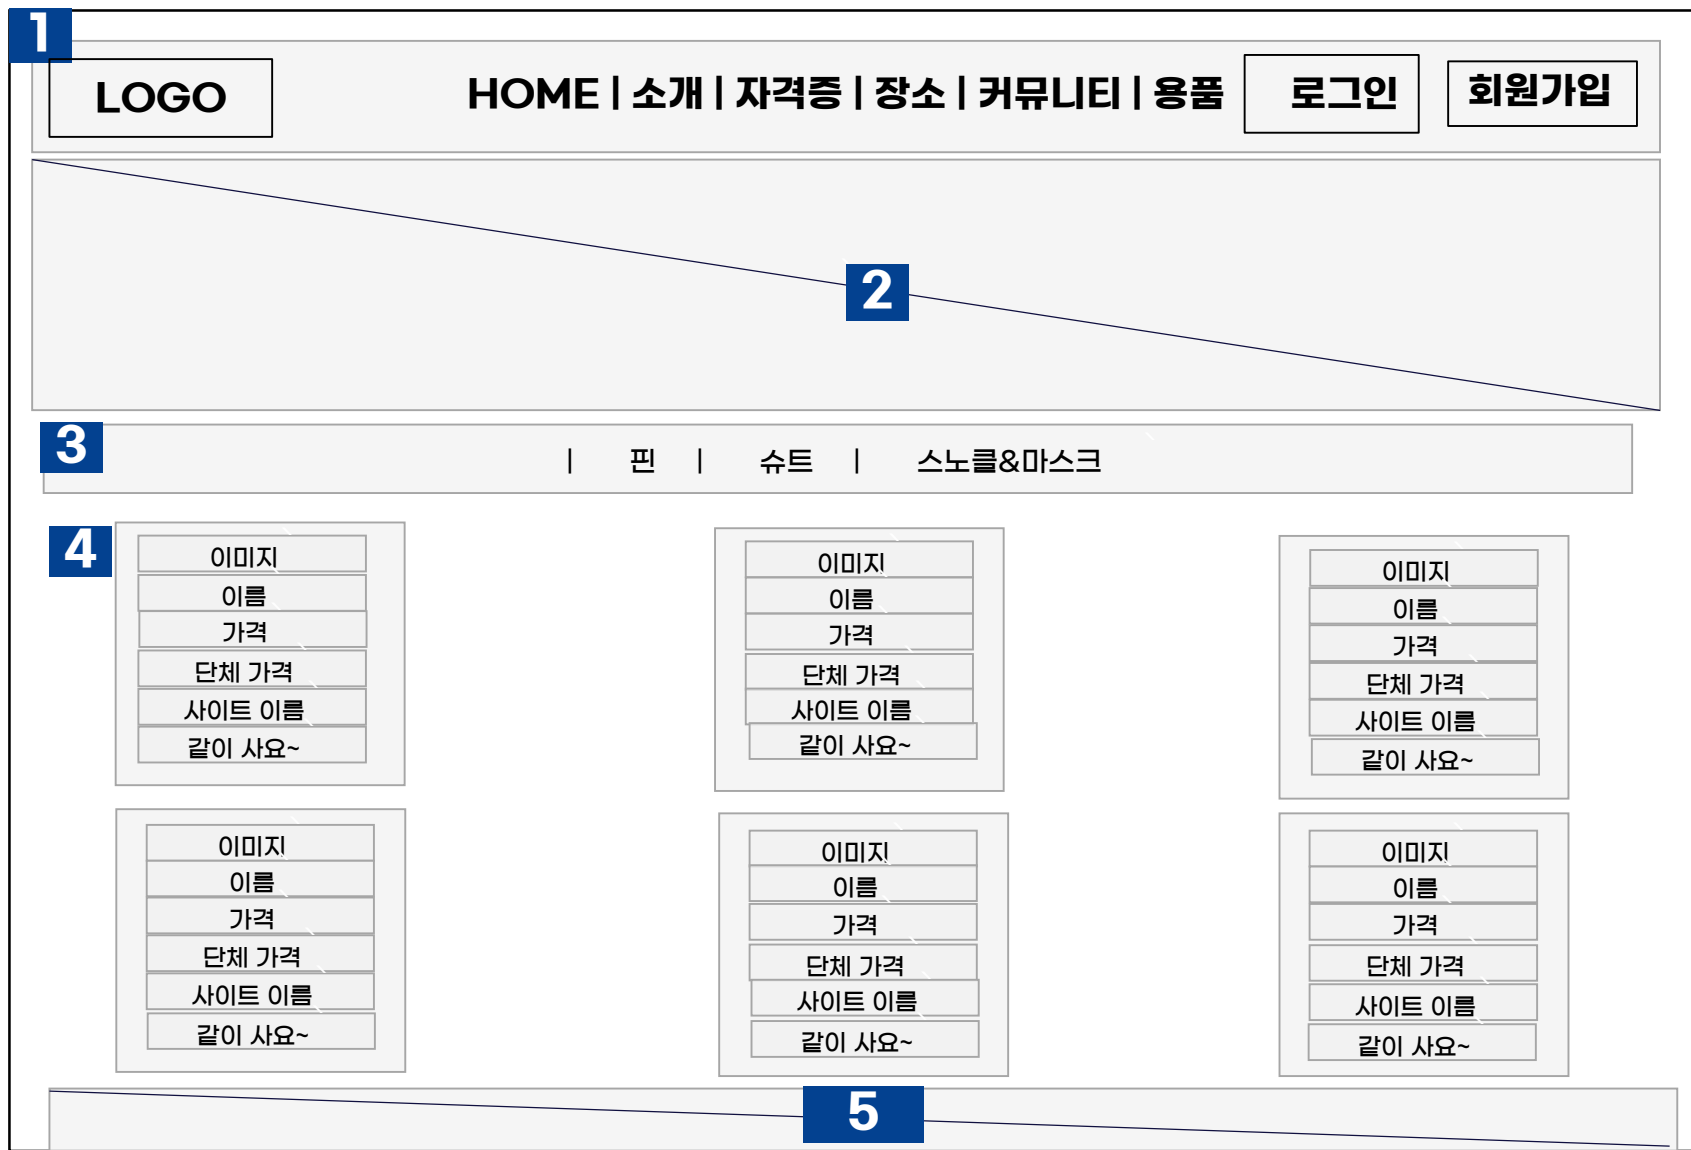 1
LOGO HOME | 소개 | 자격증 | 장소 | 커뮤니티 | 용품 로그인 회원가입
2
3
| 핀 | 슈트 | 스노클&마스크
4
이미지
이름
가격
단체 가격
사이트 이름
같이 사요~
이미지
이름
가격
단체 가격
사이트 이름
같이 사요~
이미지
이름
가격
단체 가격
사이트 이름
같이 사요~
이미지
이름
가격
단체 가격
사이트 이름
같이 사요~
이미지
이름
가격
단체 가격
사이트 이름
같이 사요~
이미지
이름
가격
단체 가격
사이트 이름
같이 사요~
5